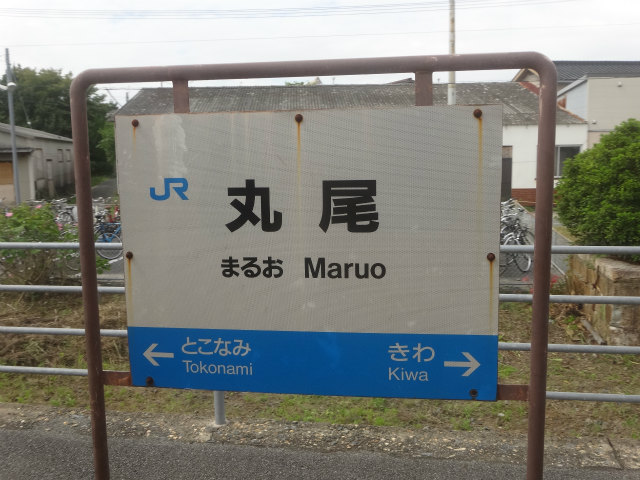 JR
丸尾
まるお Maruo
← とこなみ きわ →
Tokonami Kiwa